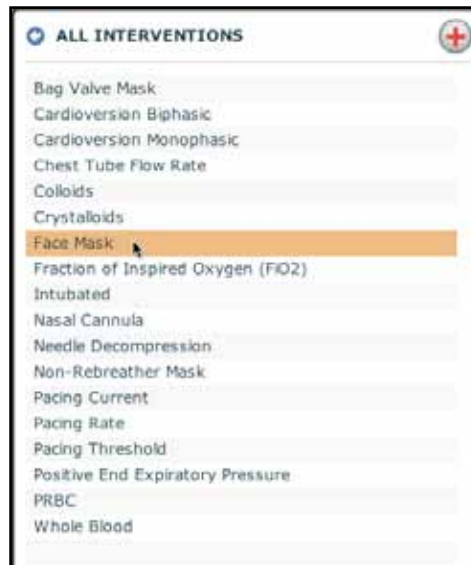 ALL INTERVENTIONS
Bag Valve Mask
Cardioversion Biphasic
Cardioversion Monophasic
Chest Tube Flow Rate
Colloids
Crystalloids
Face Mask
Fraction of Inspired Oxygen (FiO2)
Intubated
Nasal Cannula
Needle Decompression
Non-Rebreather Mask
Pacing Current
Pacing Rate
Pacing Threshold
Positive End Expiratory Pressure
PRBC
Whole Blood